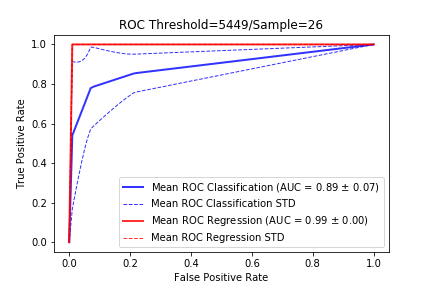 ROC Threshold=5449/Sample=26
True Positive Rate
1.0
0.8
0.6
0.4
0.2
0.0
Mean ROC Classification (AUC = 0.89 ± 0.07)
Mean ROC Classification STD
Mean ROC Regression (AUC = 0.99 ± 0.00)
Mean ROC Regression STD
0.0 0.2 0.4 0.6 0.8 1.0
False Positive Rate